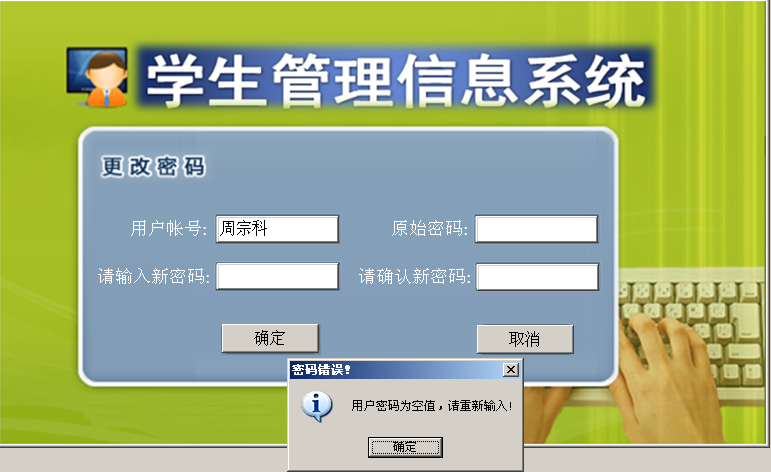 学生管理信息系统
更改密码
用户帐号: 周宗科 原始密码:
请输入新密码: 请确认新密码:
确定 取消
密码错误!
用户密码为空值，请重新输入!
确定